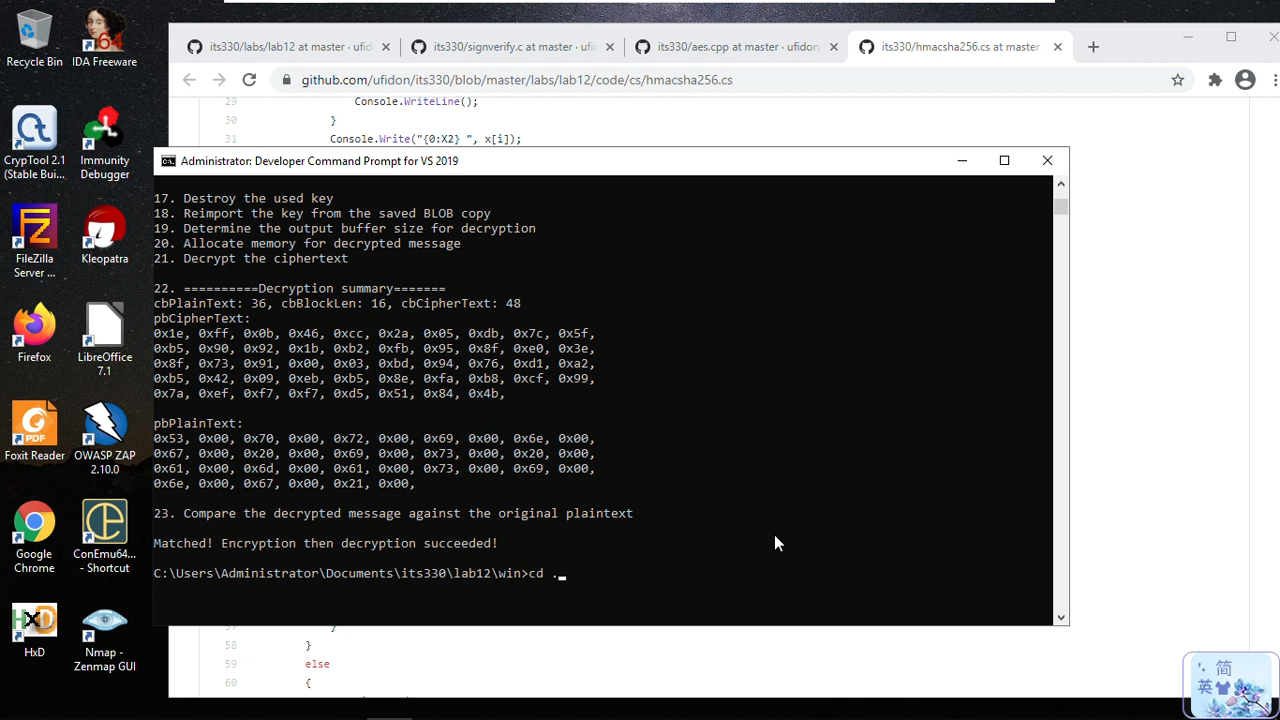 Recycle Bin
IDA Freeware
CrypTool 2.1
(Stable Bui...
Immunity
Debugger
FileZilla
Server ...
Kleopatra
Firefox
LibreOffice
7.1
Foxit Reader
OWASP ZAP
2.10.0
Google
Chrome
ConEmu64...
- Shortcut
HxD
Nmap -
Zenmap GUI
its330/labs/lab12 at master · ufid
its330/signverify.c at master · ufi
its330/aes.cpp at master · ufidon
its330/hmacsha256.cs at master
github.com/ufidon/its330/blob/master/labs/lab12/code/cs/hmacsha256.cs
29 Console.WriteLine();
30 }
31 Console.Write("{0:X2} ", x[i]);
Administrator: Developer Command Prompt for VS 2019
17. Destroy the used key
18. Reimport the key from the saved BLOB copy
19. Determine the output buffer size for decryption
20. Allocate memory for decrypted message
21. Decrypt the ciphertext
22. ==========Decryption summary=======
cbPlainText: 36, cbBlockLen: 16, cbCipherText: 48
pbCipherText:
0x1e, 0xff, 0x0b, 0x46, 0xcc, 0x2a, 0x05, 0xdb, 0x7c, 0x5f,
0xb5, 0x90, 0x92, 0x1b, 0xb2, 0xfb, 0x95, 0x8f, 0xe0, 0x3e,
0x8f, 0x73, 0x91, 0x00, 0x03, 0xbd, 0x94, 0x76, 0xd1, 0xa2,
0xb5, 0x42, 0x09, 0xeb, 0xb5, 0x8e, 0xfa, 0xb8, 0xcf, 0x99,
0x7a, 0xef, 0xf7, 0xf7, 0xd5, 0x51, 0x84, 0x4b,
pbPlainText:
0x53, 0x00, 0x70, 0x00, 0x72, 0x00, 0x69, 0x00, 0x6e, 0x00,
0x67, 0x00, 0x20, 0x00, 0x69, 0x00, 0x73, 0x00, 0x20, 0x00,
0x61, 0x00, 0x6d, 0x00, 0x61, 0x00, 0x73, 0x00, 0x69, 0x00,
0x6e, 0x00, 0x67, 0x00, 0x21, 0x00,
23. Compare the decrypted message against the original plaintext
Matched! Encryption then decryption succeeded!
C:\Users\Administrator\Documents\its330\lab12\win>cd .
}
58 }
59 else
60 {
简
英